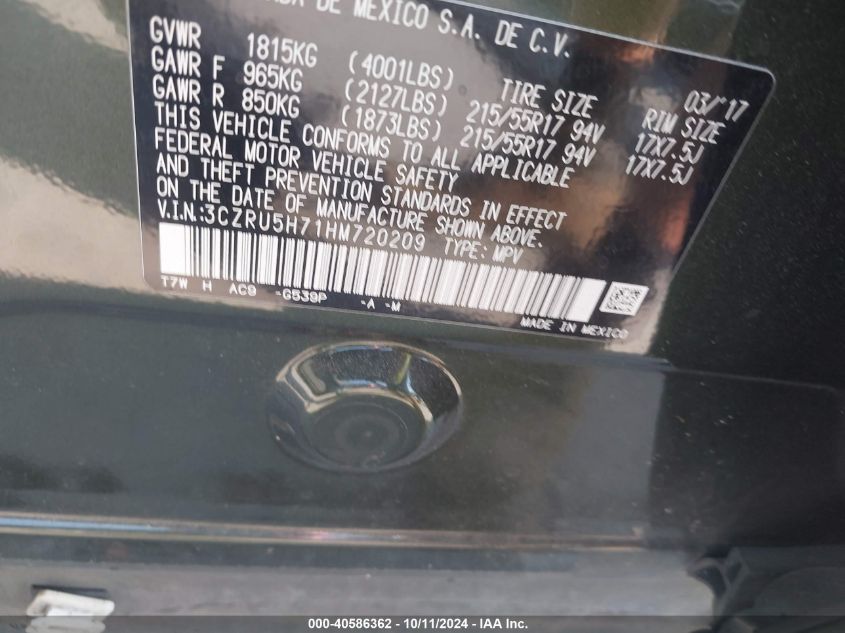 DE MEXICO S.A. DE C.V.
GVWR 1815KG (4001LBS) TIRE SIZE 03/'17 RIM SIZE
GAWR F 965KG (2127LBS) 215/55R17 94V 17X7.5J
GAWR R 850KG (1873LBS) 215/55R17 94V 17X7.5J
THIS VEHICLE CONFORMS TO ALL APPLICABLE
FEDERAL MOTOR VEHICLE SAFETY
AND THEFT PREVENTION STANDARDS IN EFFECT
ON THE DATE OF MANUFACTURE SHOWN ABOVE.
V.I.N:3CZRU5H71HM720209 TYPE: MPV
T7W H AC9 -G539P -A -M
MADE IN MEXICO
000-40586362 - 10/11/2024 - IAA Inc.